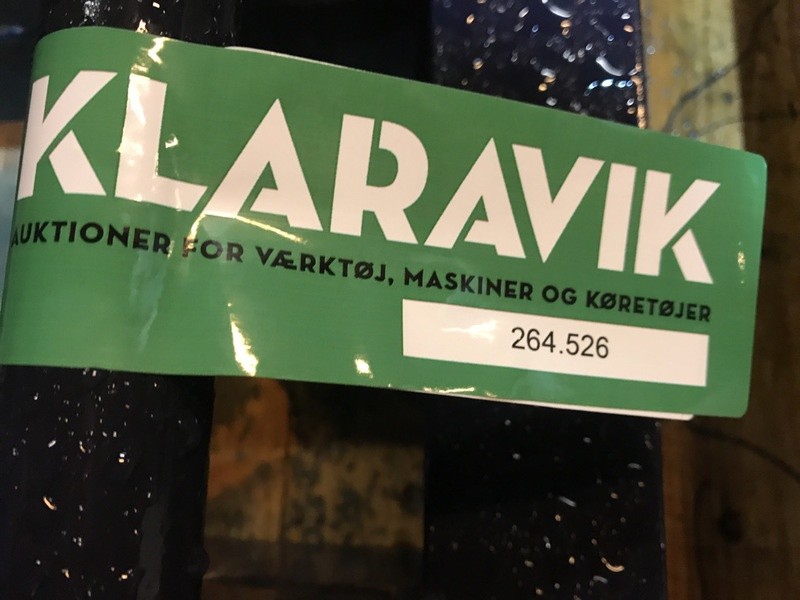 KLARAVIK
AUKTIONER FOR VÆRKTØJ, MASKINER OG KØRETØJER
264.526